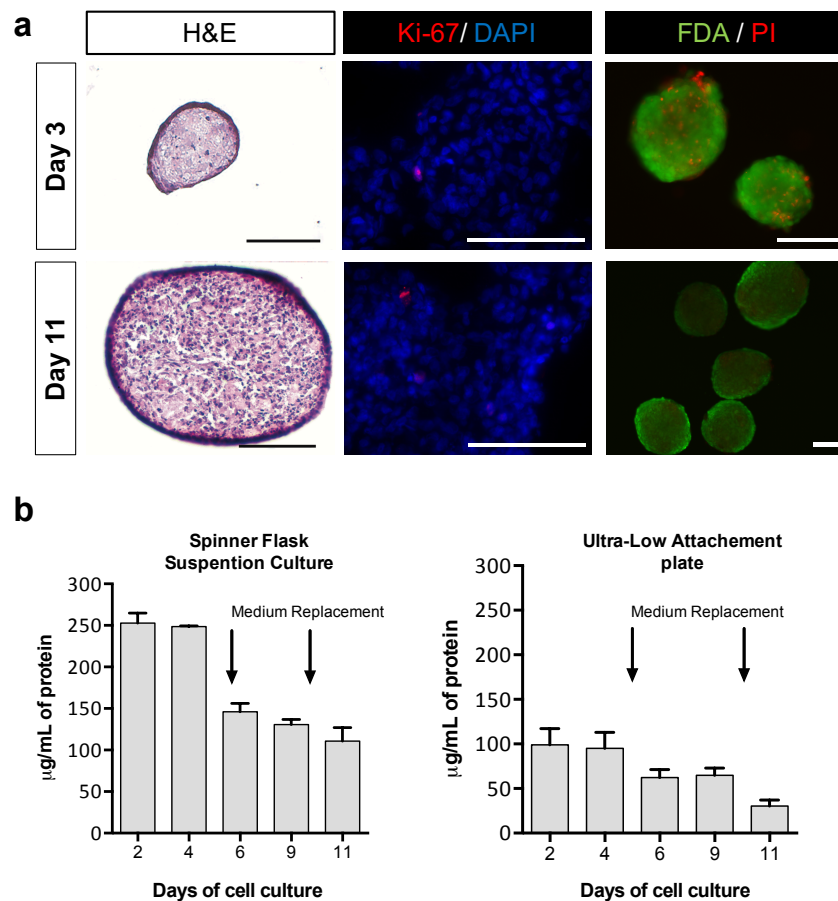 a
H&E
Ki-67/ DAPI
FDA / PI
Day 3
Day 11
b
Spinner Flask
Suspention Culture
Medium Replacement
µg/mL of protein
300
250
200
150
100
50
0
2 4 6 9 11
Days of cell culture
Ultra-Low Attachement
plate
Medium Replacement
µg/mL of protein
300
250
200
150
100
50
0
2 4 6 9 11
Days of cell culture